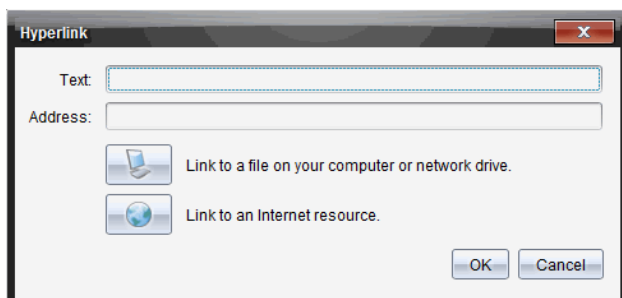 Hyperlink
Text:
Address:
Link to a file on your computer or network drive.
Link to an Internet resource.
OK Cancel